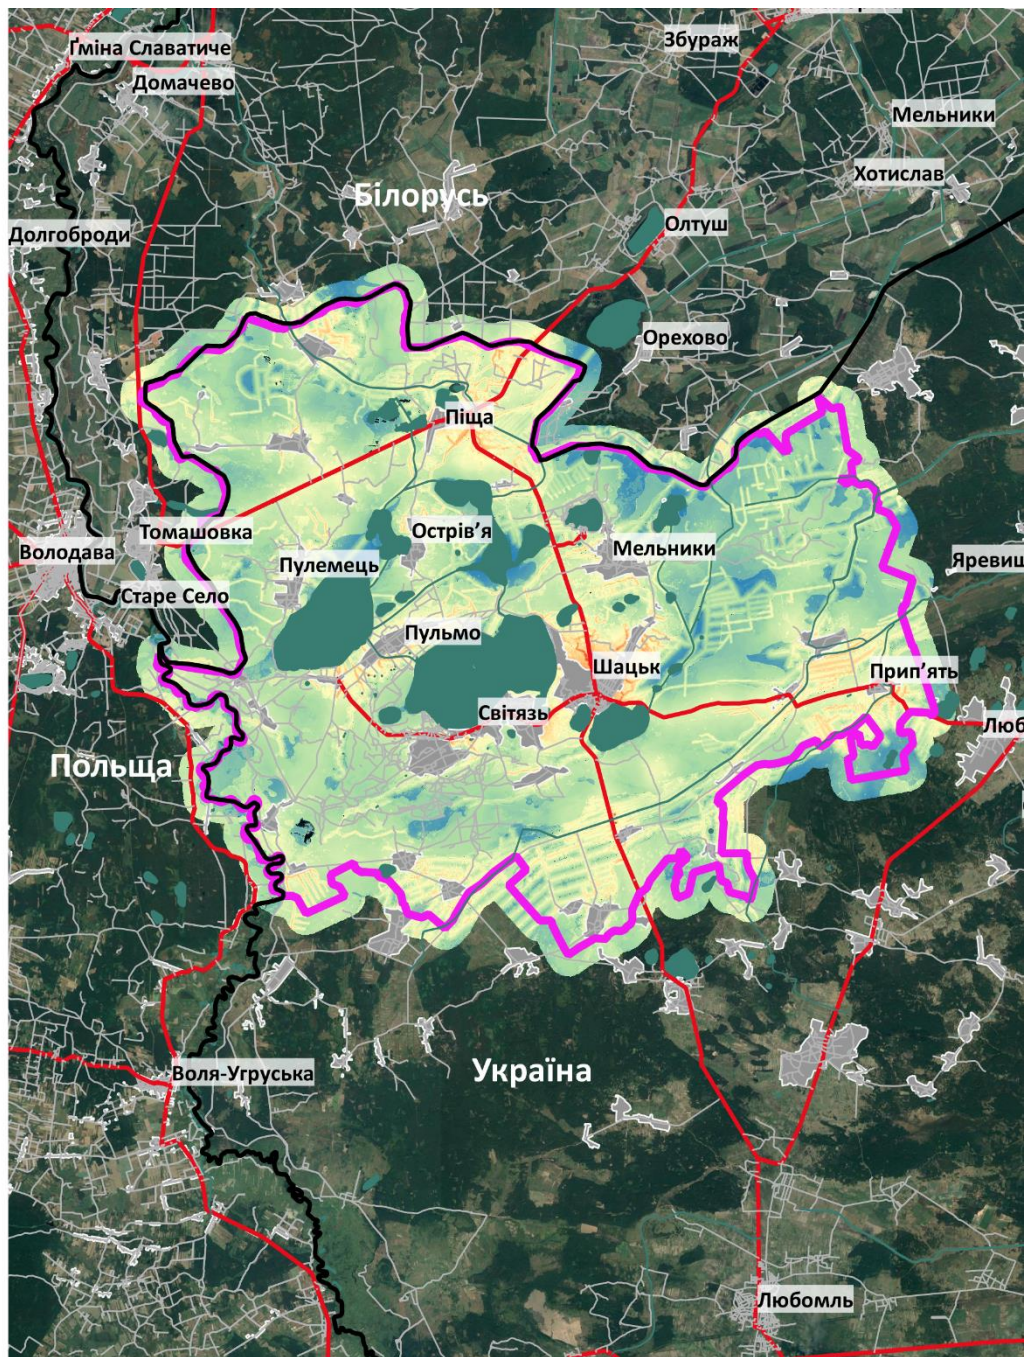 Збураж
Ґміна Славатиче
Домачево
Мельники
Хотислав
Білорусь
Олтуш
Долгоброди
Орехово
Піща
Острів’я
Томашовка
Володава
Мельники
Яревищ
Пулемець
Старе Село
Пульмо
Шацьк
Прип’ять
Світязь
Люб
Польща
Україна
Воля-Угруська
Любомль